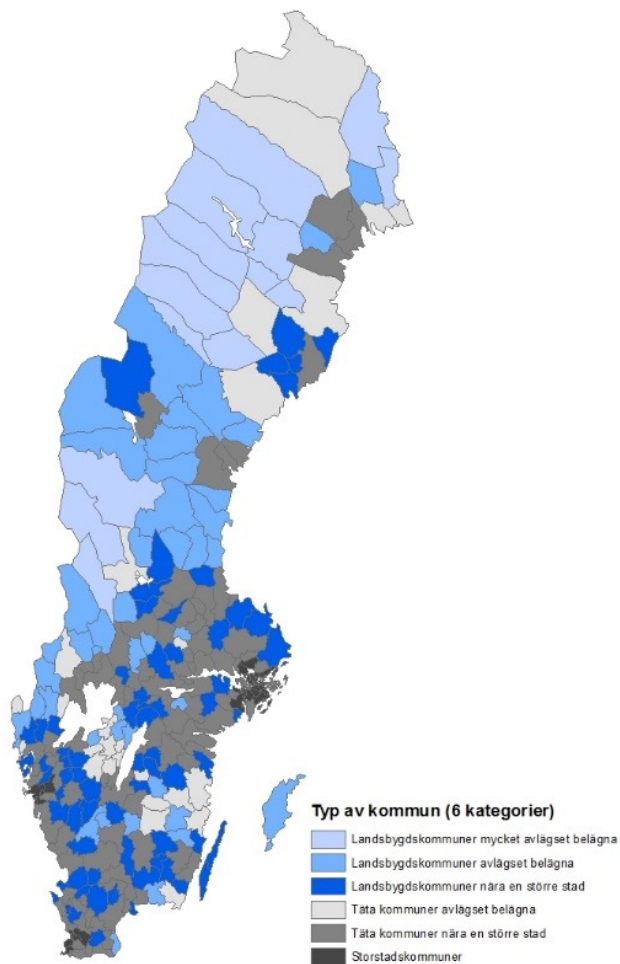 Typ av kommun (6 kategorier)
Landsbygdskommuner mycket avlägset belägna
Landsbygdskommuner avlägset belägna
Landsbygdskommuner nära en större stad
Täta kommuner avlägset belägna
Täta kommuner nära en större stad
Storstadskommuner